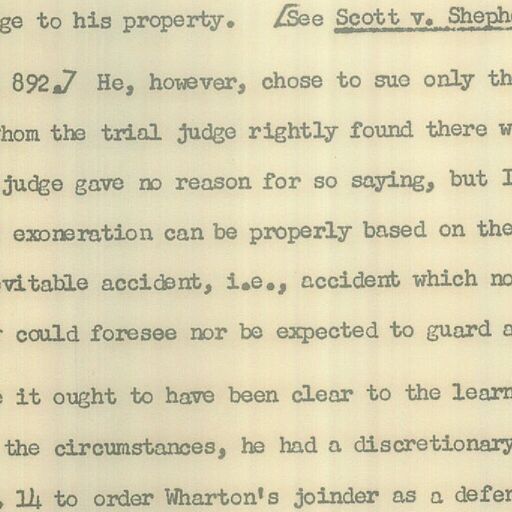 ge to his property. [See Scott v. Sheph
892.] He, however, chose to sue only th
hom the trial judge rightly found there w
judge gave no reason for so saying, but I
exoneration can be properly based on the
vitable accident, i.e., accident which no
could foresee nor be expected to guard a
e it ought to have been clear to the learn
the circumstances, he had a discretionary
, 14 to order Wharton's joinder as a defen